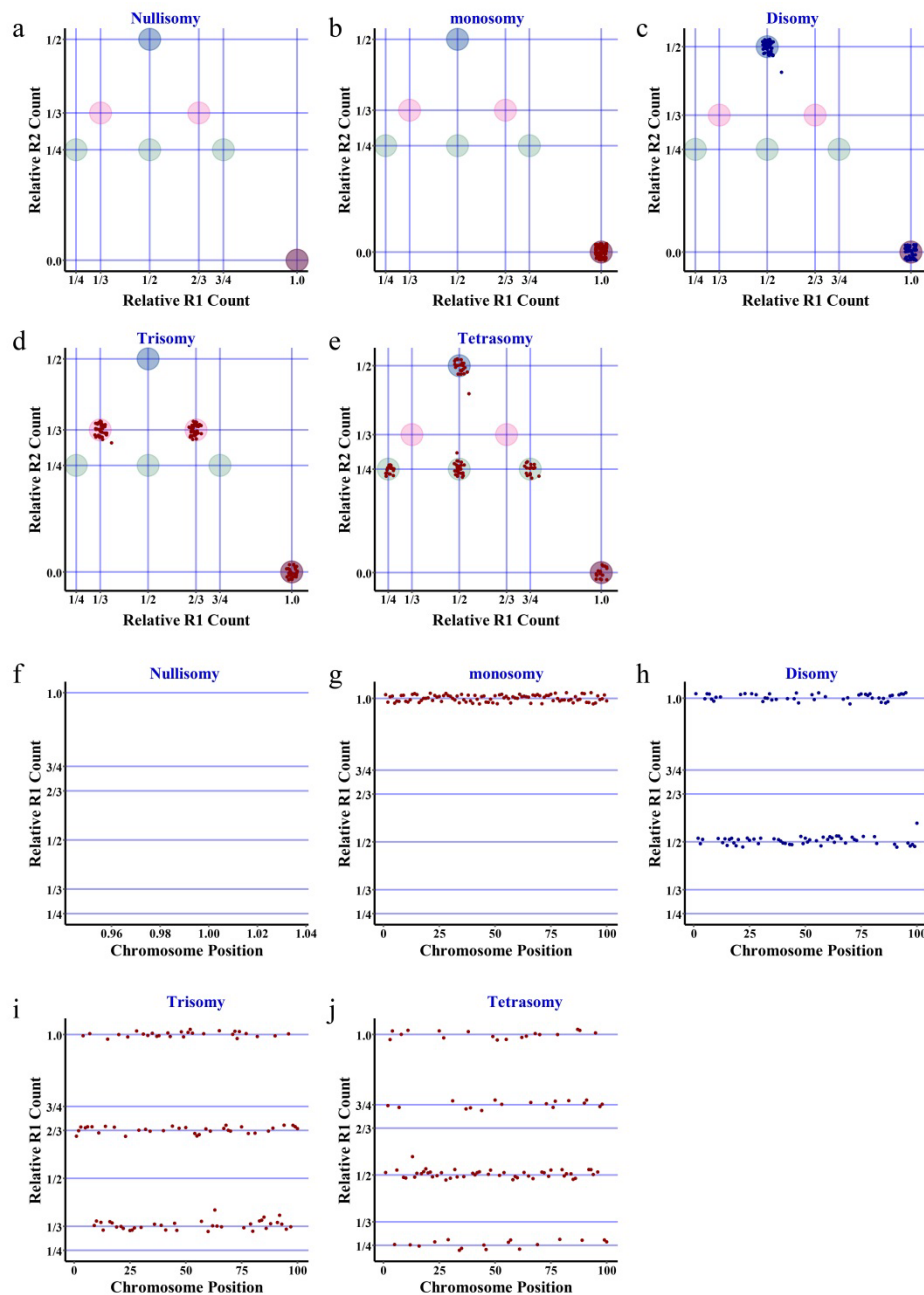 a
Nullisomy
Relative R2 Count
1/2
1/3
1/4
0.0
1/4 1/3 1/2 2/3 3/4 1.0
Relative R1 Count
b
monosomy
Relative R2 Count
1/2
1/3
1/4
0.0
1/4 1/3 1/2 2/3 3/4 1.0
Relative R1 Count
c
Disomy
Relative R2 Count
1/2
1/3
1/4
0.0
1/4 1/3 1/2 2/3 3/4 1.0
Relative R1 Count
d
Trisomy
Relative R2 Count
1/2
1/3
1/4
0.0
1/4 1/3 1/2 2/3 3/4 1.0
Relative R1 Count
e
Tetrasomy
Relative R2 Count
1/2
1/3
1/4
0.0
1/4 1/3 1/2 2/3 3/4 1.0
Relative R1 Count
f
Nullisomy
Relative R1 Count
1.0
3/4
2/3
1/2
1/3
1/4
0.96 0.98 1.00 1.02 1.04
Chromosome Position
g
monosomy
Relative R1 Count
1.0
3/4
2/3
1/2
1/3
1/4
0 25 50 75 100
Chromosome Position
h
Disomy
Relative R1 Count
1.0
3/4
2/3
1/2
1/3
1/4
0 25 50 75 100
Chromosome Position
i
Trisomy
Relative R1 Count
1.0
3/4
2/3
1/2
1/3
1/4
0 25 50 75 100
Chromosome Position
j
Tetrasomy
Relative R1 Count
1.0
3/4
2/3
1/2
1/3
1/4
0 25 50 75 100
Chromosome Position